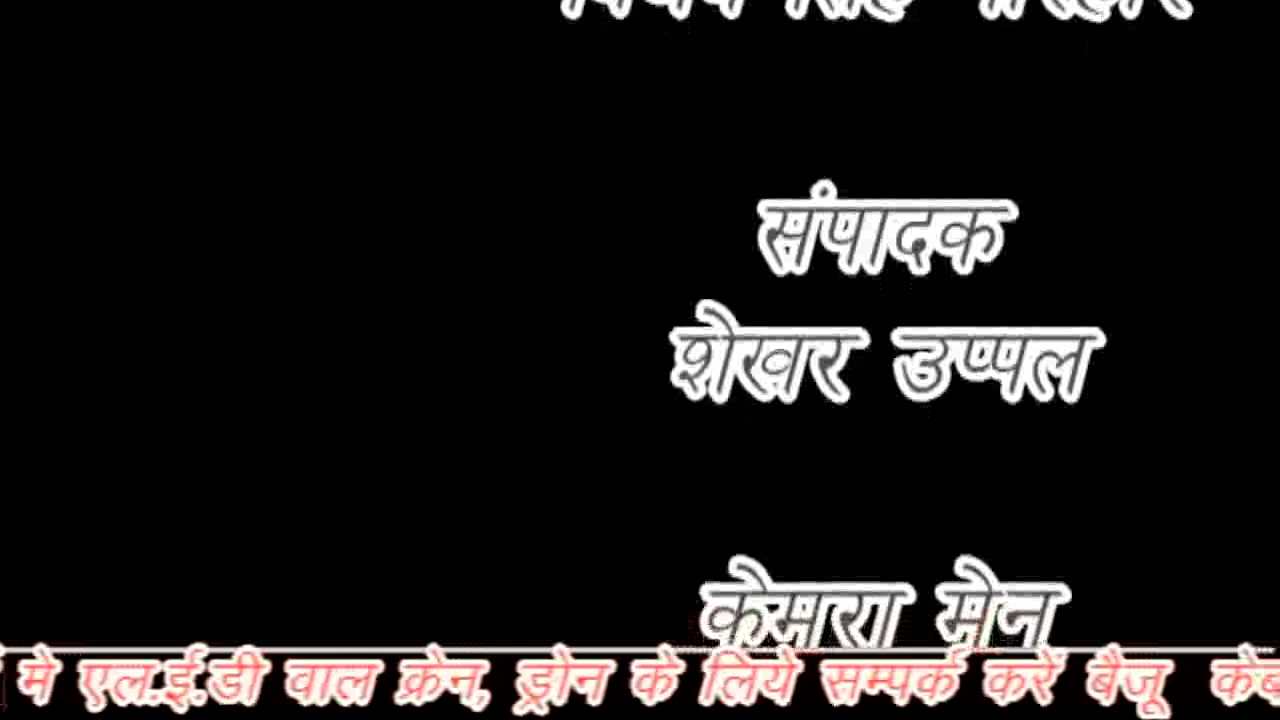 संपादक
शेखर उप्पल
केमरा मेन
मे एल.ई.डी वाल क्रेन, ड्रोन के लिये सम्पर्क करें बैजू